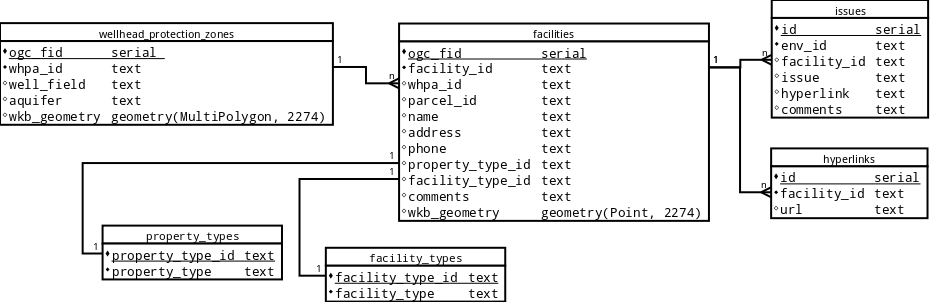 wellhead_protection_zones
ogc_fid serial
whpa_id text
well_field text
aquifer text
wkb_geometry geometry(MultiPolygon, 2274)
1
n
facilities
ogc_fid serial
facility_id text
whpa_id text
parcel_id text
name text
address text
phone text
property_type_id text
facility_type_id text
comments text
wkb_geometry geometry(Point, 2274)
1
1
1
n
n
issues
id serial
env_id text
facility_id text
issue text
hyperlink text
comments text
hyperlinks
id serial
facility_id text
url text
1
property_types
property_type_id text
property_type text
1
facility_types
facility_type_id text
facility_type text